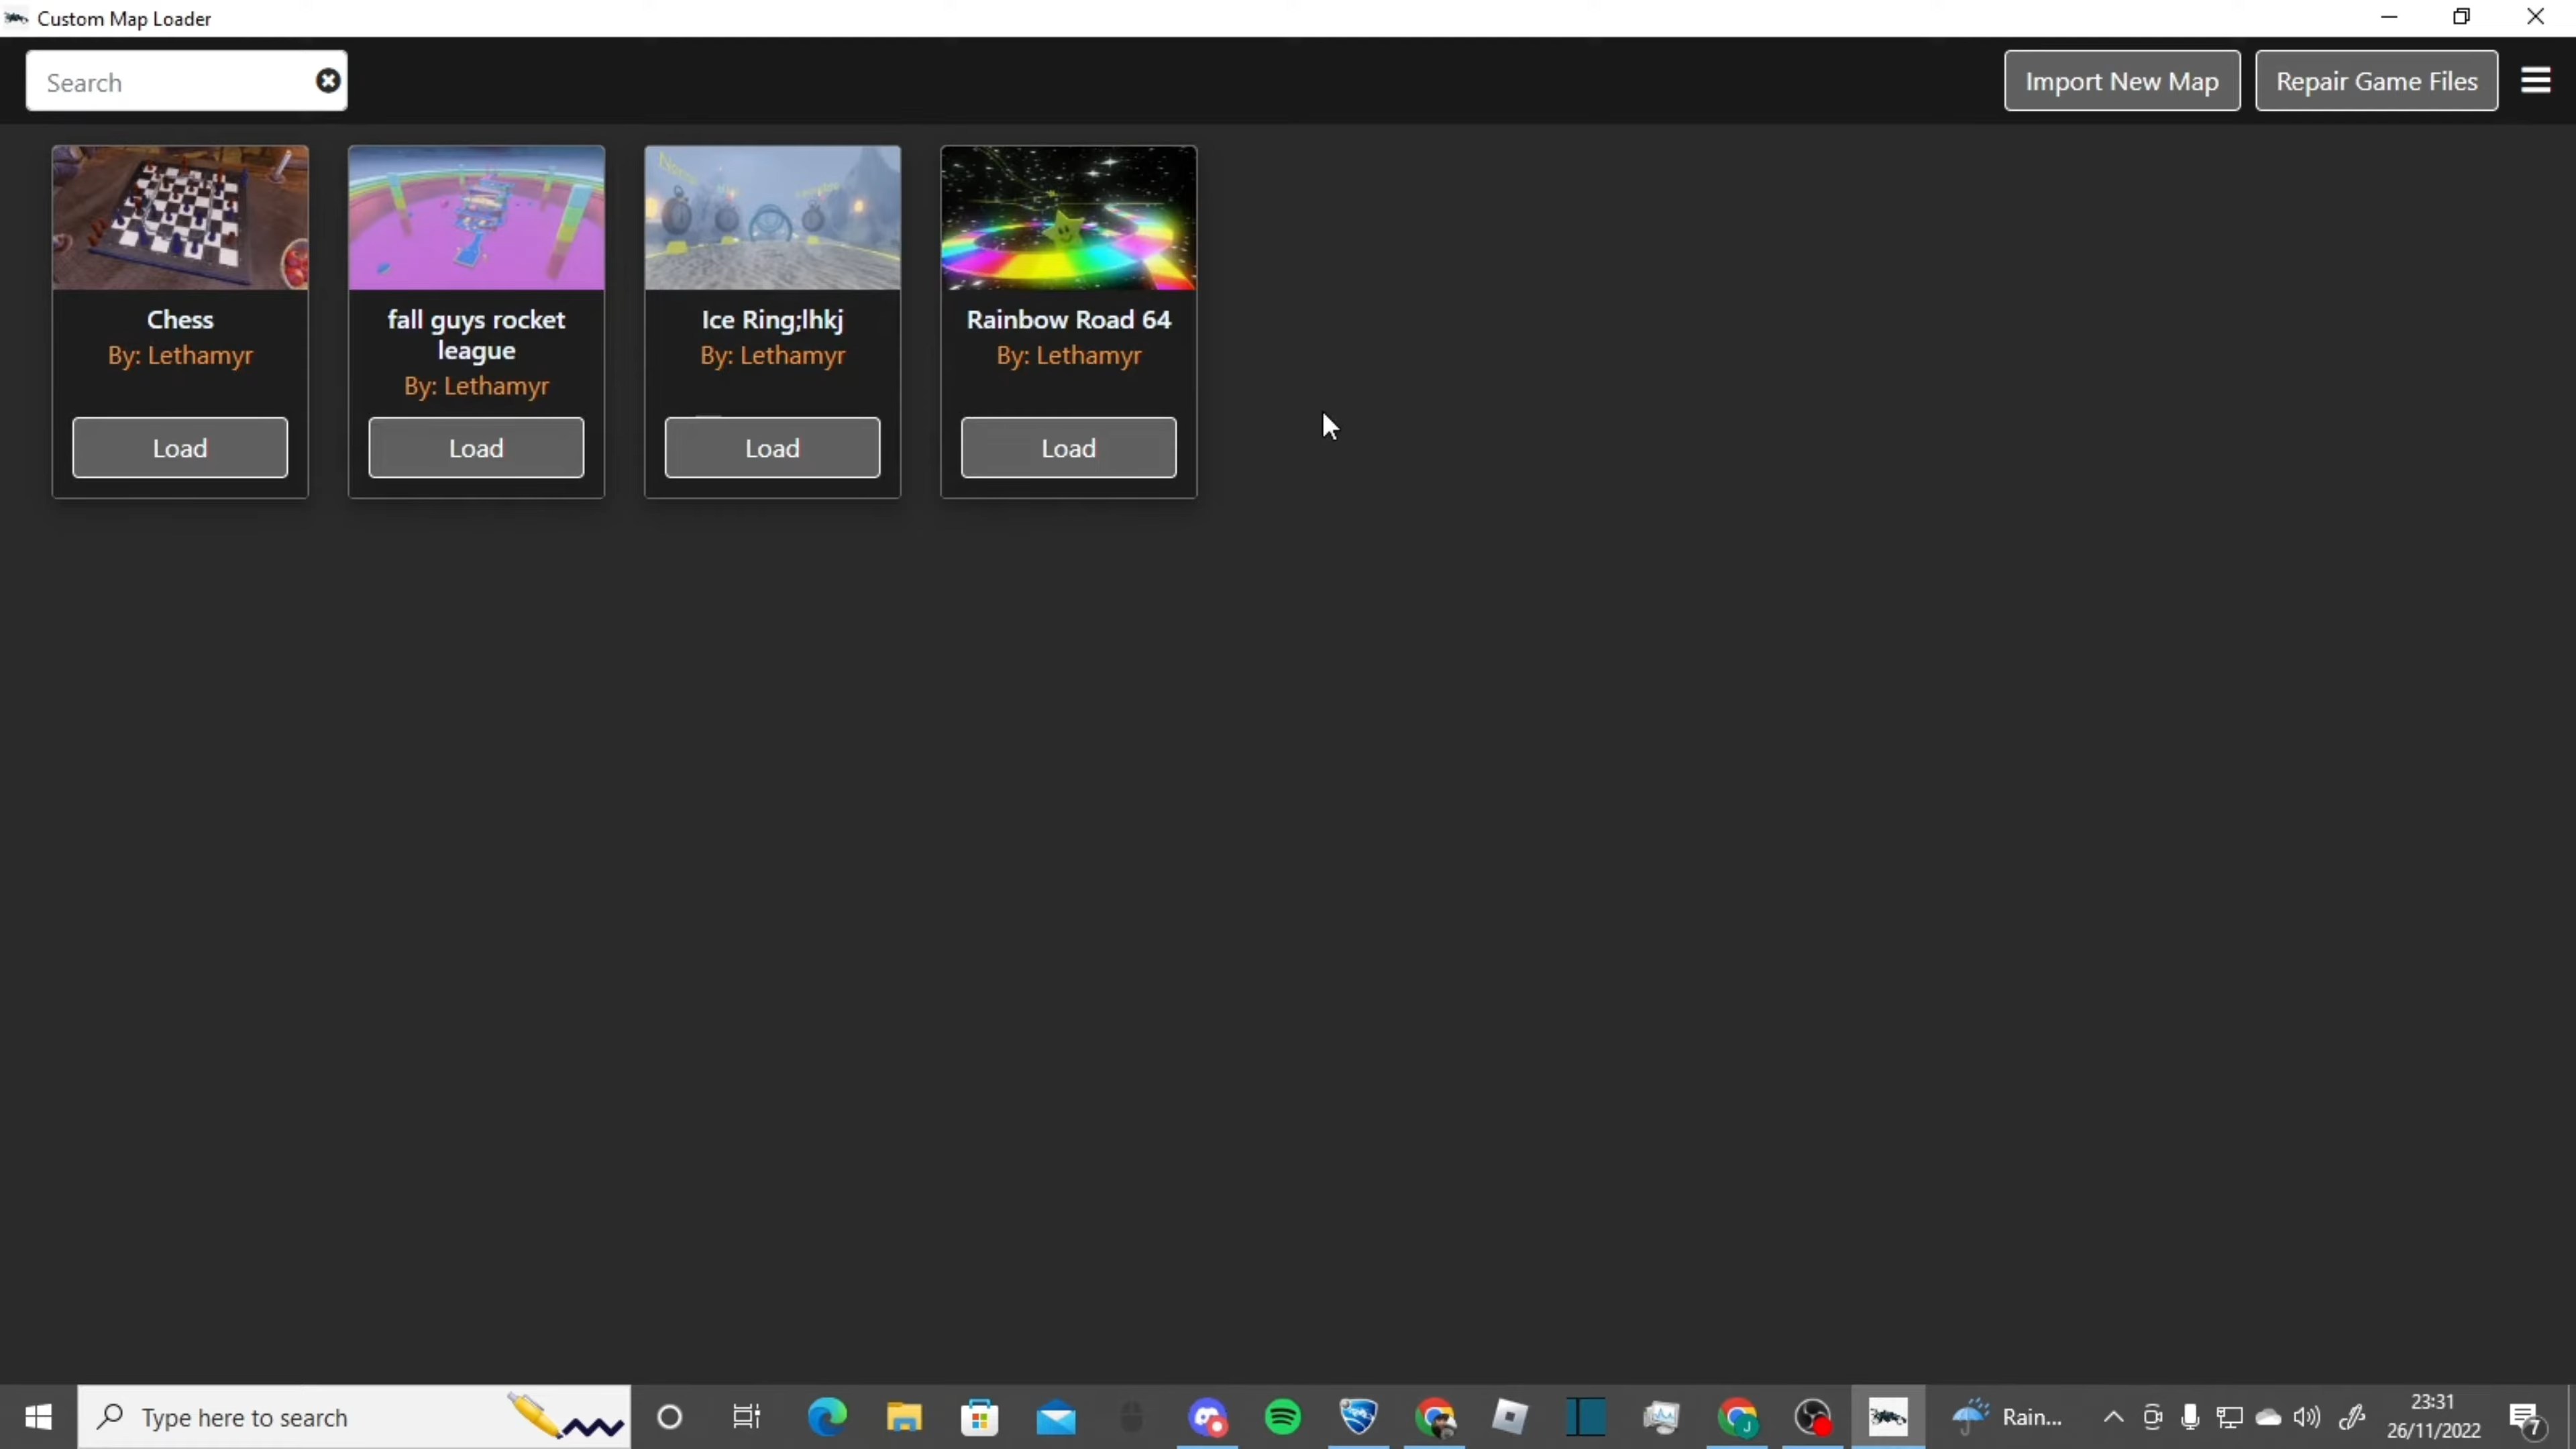 Custom Map Loader
Search
Import New Map
Repair Game Files
Chess
By: Lethamyr
Load
fall guys rocket
league
By: Lethamyr
Load
Ice Ring;lhkj
By: Lethamyr
Load
Rainbow Road 64
By: Lethamyr
Load
Type here to search
J
Rain...
23:31
26/11/2022
7